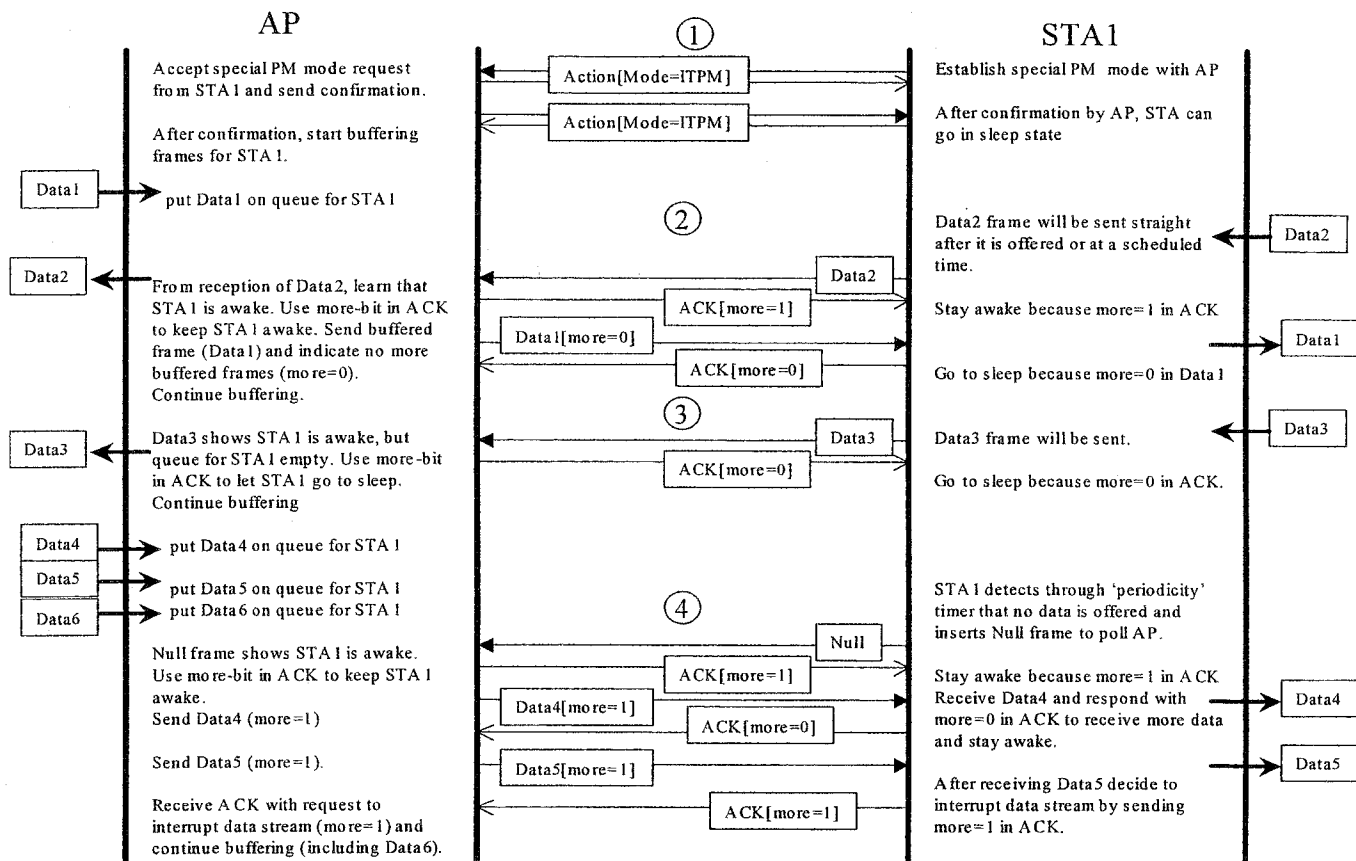 AP
1
STA1
Accept special PM mode request
from STA1 and send confirmation.
After confirmation, start buffering
frames for STA1.
Action[Mode=ITPM]
Action[Mode=ITPM]
Establish special PM mode with AP
After confirmation by AP, STA can
go in sleep state
Data1
put Data1 on queue for STA1
2
Data2 frame will be sent straight
after it is offered or at a scheduled
time.
Data2
Data2
From reception of Data2, learn that
STA1 is awake. Use more-bit in ACK
to keep STA1 awake. Send buffered
frame (Data1) and indicate no more
buffered frames (more=0).
Continue buffering.
Data2
ACK[more=1]
Data1[more=0]
ACK[more=0]
Stay awake because more=1 in ACK
Data1
Go to sleep because more=0 in Data1
3
Data3
Data3 shows STA1 is awake, but
queue for STA1 empty. Use more-bit
in ACK to let STA1 go to sleep.
Continue buffering
Data3
ACK[more=0]
Data3 frame will be sent.
Data3
Go to sleep because more=0 in ACK.
Data4
put Data4 on queue for STA1
Data5
put Data5 on queue for STA1
Data6
put Data6 on queue for STA1
4
STA1 detects through ‘periodicity’
timer that no data is offered and
inserts Null frame to poll AP.
Null frame shows STA1 is awake.
Use more-bit in ACK to keep STA1
awake.
Send Data4 (more=1)
Send Data5 (more=1).
Receive ACK with request to
interrupt data stream (more=1) and
continue buffering (including Data6).
Null
ACK[more=1]
Data4[more=1]
ACK[more=0]
Data5[more=1]
ACK[more=1]
Stay awake because more=1 in ACK
Receive Data4 and respond with
more=0 in ACK to receive more data
and stay awake.
Data4
Data5
After receiving Data5 decide to
interrupt data stream by sending
more=1 in ACK.